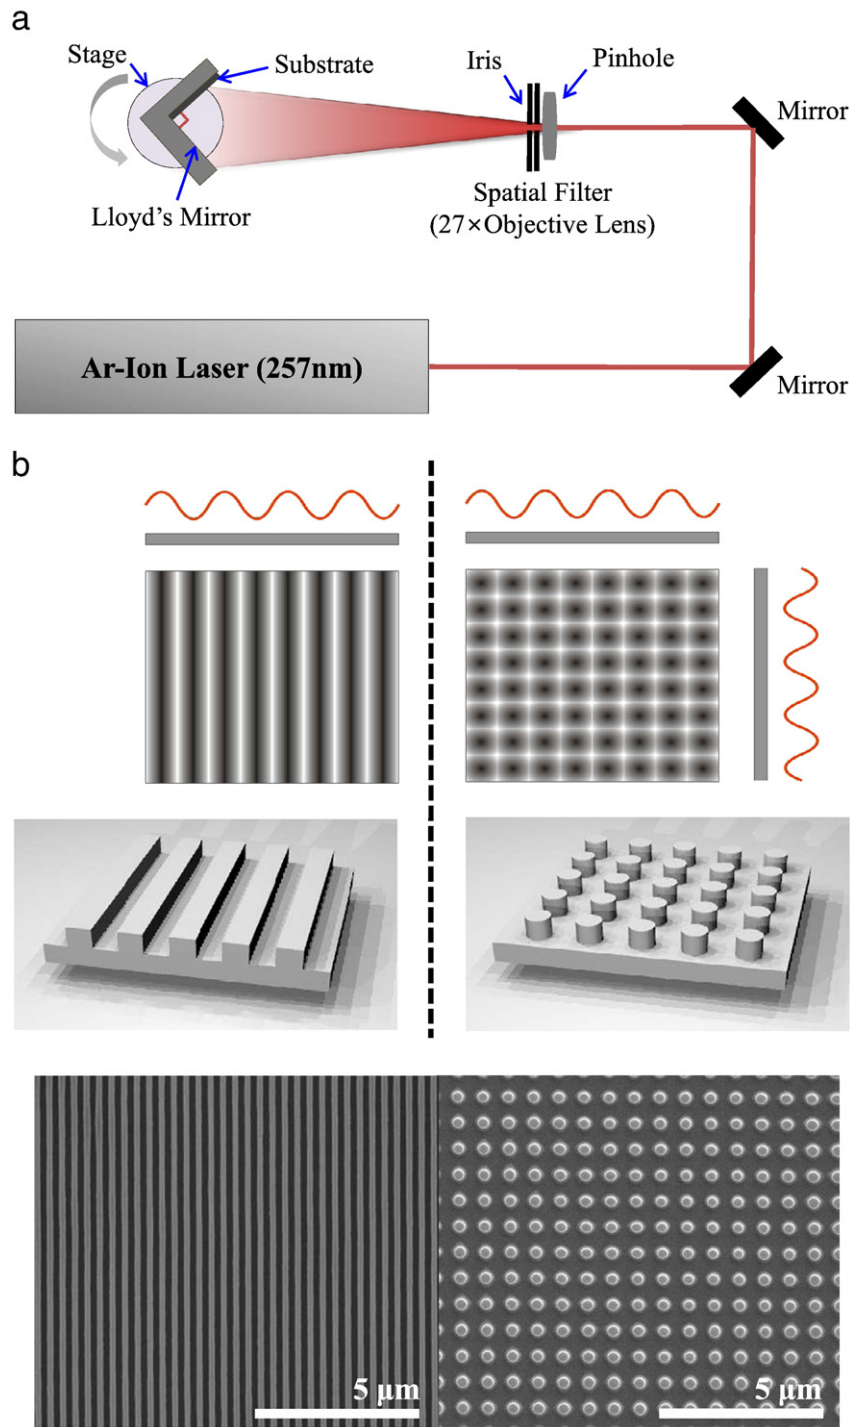 a
Stage
Substrate
Iris
Pinhole
Mirror
Lloyd's Mirror
Spatial Filter
(27×Objective Lens)
Ar-Ion Laser (257nm)
Mirror
b
5 μm
5 μm